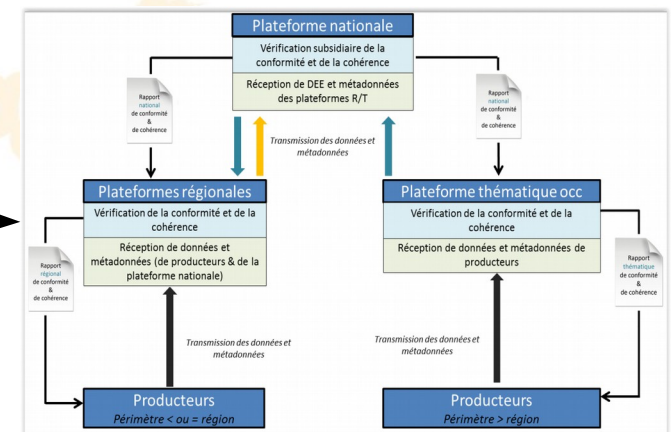 Plateforme nationale
Vérification subsidiaire de la
conformité et de la cohérence
Réception de DEE et métadonnées
des plateformes R/T
Rapport
national
de conformité
&
de cohérence
Rapport
national
de conformité
&
de cohérence
Transmission des données et
métadonnées
Plateformes régionales
Vérification de la conformité et de la
cohérence
Réception de données et
métadonnées (de producteurs & de la
plateforme nationale)
Plateforme thématique occ
Vérification de la conformité et de la
cohérence
Réception de données et métadonnées de
producteurs
Rapport
régional
de conformité
&
de cohérence
Rapport
thématique
de conformité
&
de cohérence
Transmission des données et
métadonnées
Transmission des données et
métadonnées
Producteurs
Périmètre < ou = région
Producteurs
Périmètre > région